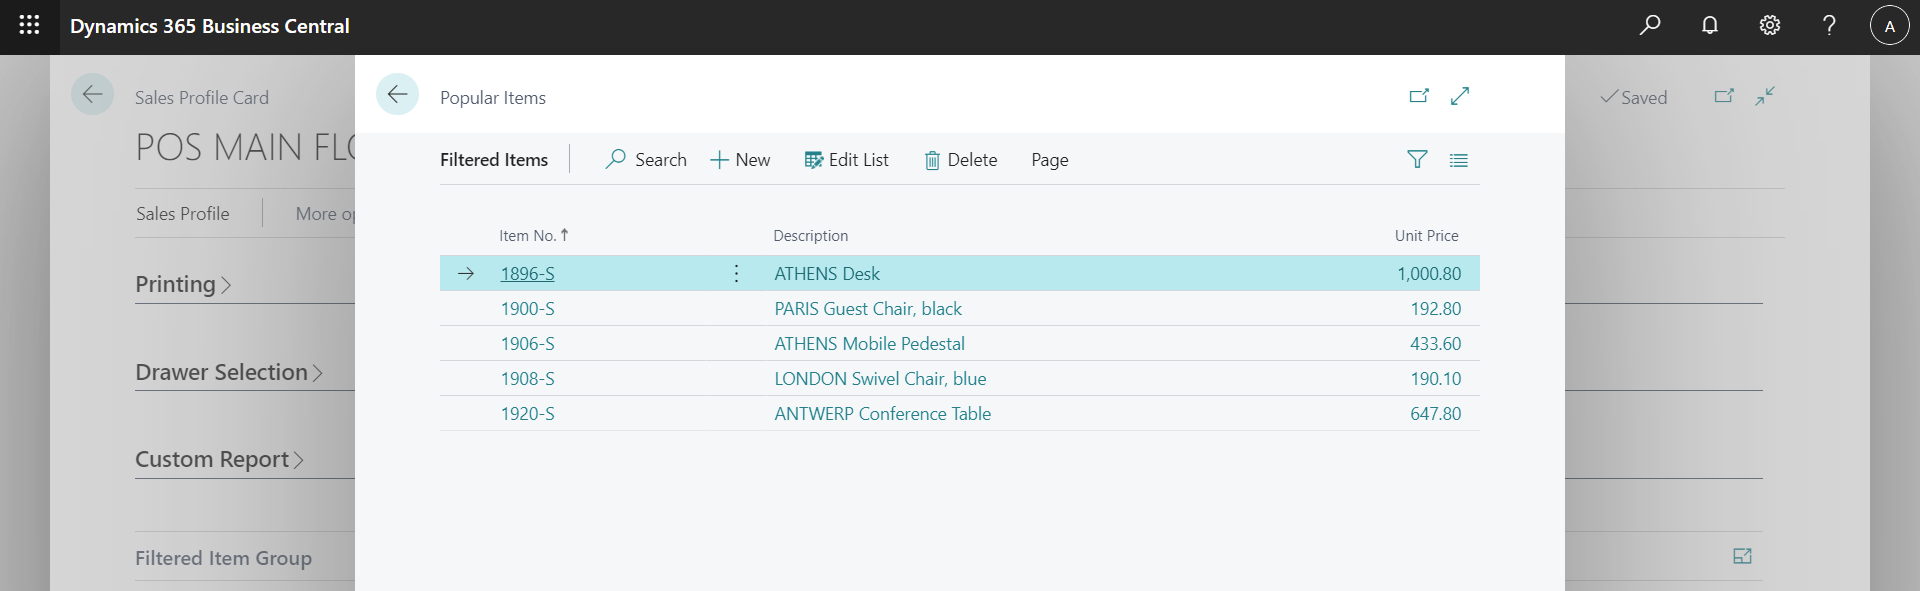 Dynamics 365 Business Central
A
Sales Profile Card
Saved
POS MAIN
Sales Profile
More
Printing
Drawer Selection
Custom Report
Filtered Item Group
Popular Items
Filtered Items Search New Edit List Delete Page
Item No. ↑ Description Unit Price
1896-S ATHENS Desk 1,000.80
1900-S PARIS Guest Chair, black 192.80
1906-S ATHENS Mobile Pedestal 433.60
1908-S LONDON Swivel Chair, blue 190.10
1920-S ANTWERP Conference Table 647.80